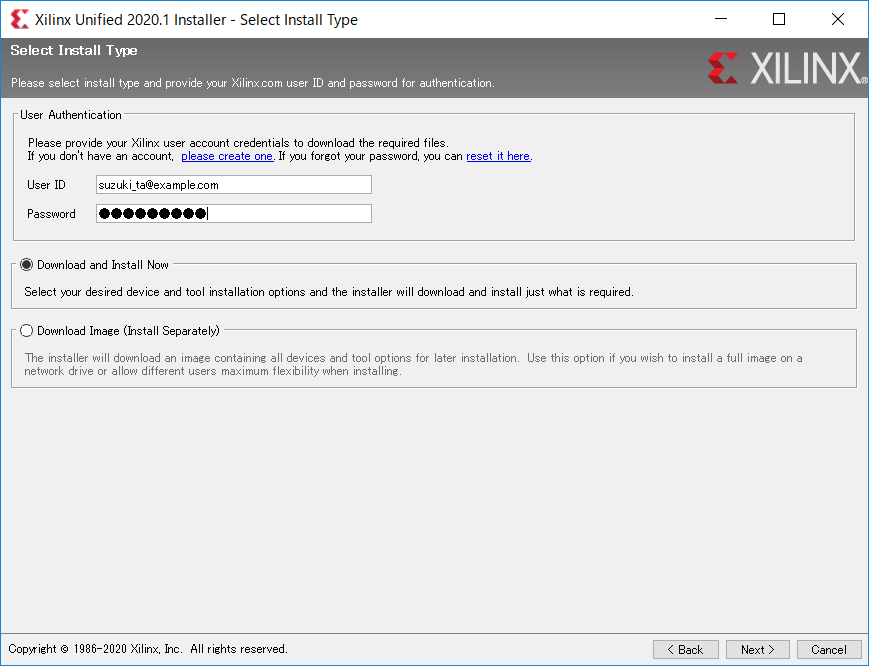 Xilinx Unified 2020.1 Installer - Select Install Type
Select Install Type
Please select install type and provide your Xilinx.com user ID and password for authentication.
XILINX®
User Authentication
Please provide your Xilinx user account credentials to download the required files.
If you don't have an account, please create one. If you forgot your password, you can reset it here.
User ID suzuki_ta@example.com
Password ●●●●●●●●●
Download and Install Now
Select your desired device and tool installation options and the installer will download and install just what is required.
Download Image (Install Separately)
The installer will download an image containing all devices and tool options for later installation. Use this option if you wish to install a full image on a
network drive or allow different users maximum flexibility when installing.
Copyright © 1986-2020 Xilinx, Inc. All rights reserved.
< Back Next > Cancel